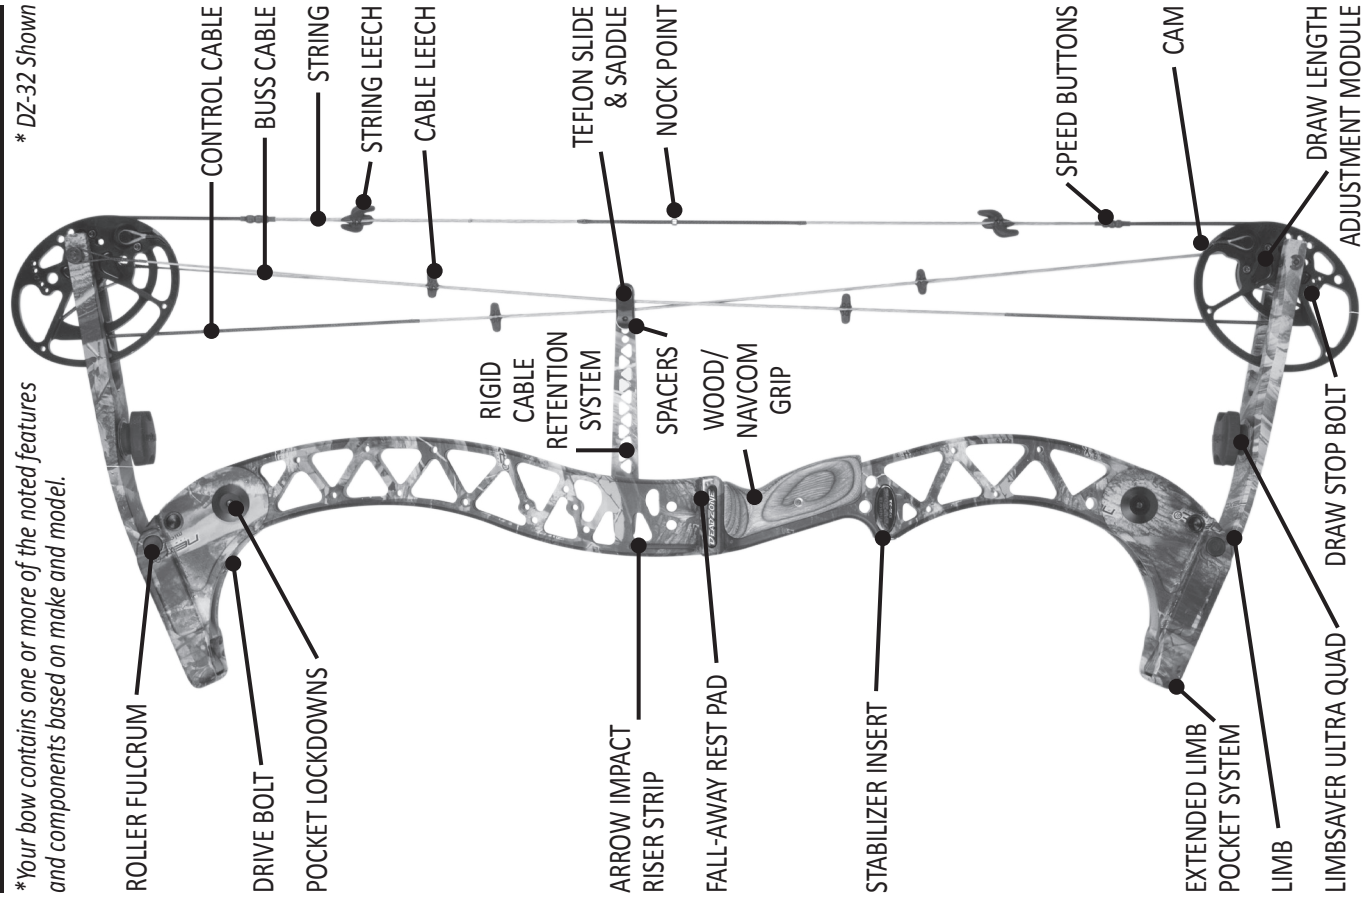 *Your bow contains one or more of the noted features
and components based on make and model.
* DZ-32 Shown
CONTROL CABLE
BUSS CABLE
STRING
STRING LEECH
CABLE LEECH
TEFLON SLIDE
& SADDLE
NOCK POINT
SPEED BUTTONS
CAM
DRAW LENGTH
ADJUSTMENT MODULE
RIGID
CABLE
RETENTION
SYSTEM
SPACERS
WOOD/
NAVCOM
GRIP
DEADZONE
ROLLER FULCRUM
DRIVE BOLT
POCKET LOCKDOWNS
ARROW IMPACT
RISER STRIP
FALL-AWAY REST PAD
STABILIZER INSERT
EXTENDED LIMB
POCKET SYSTEM
LIMB
LIMBSAVER ULTRA QUAD
DRAW STOP BOLT